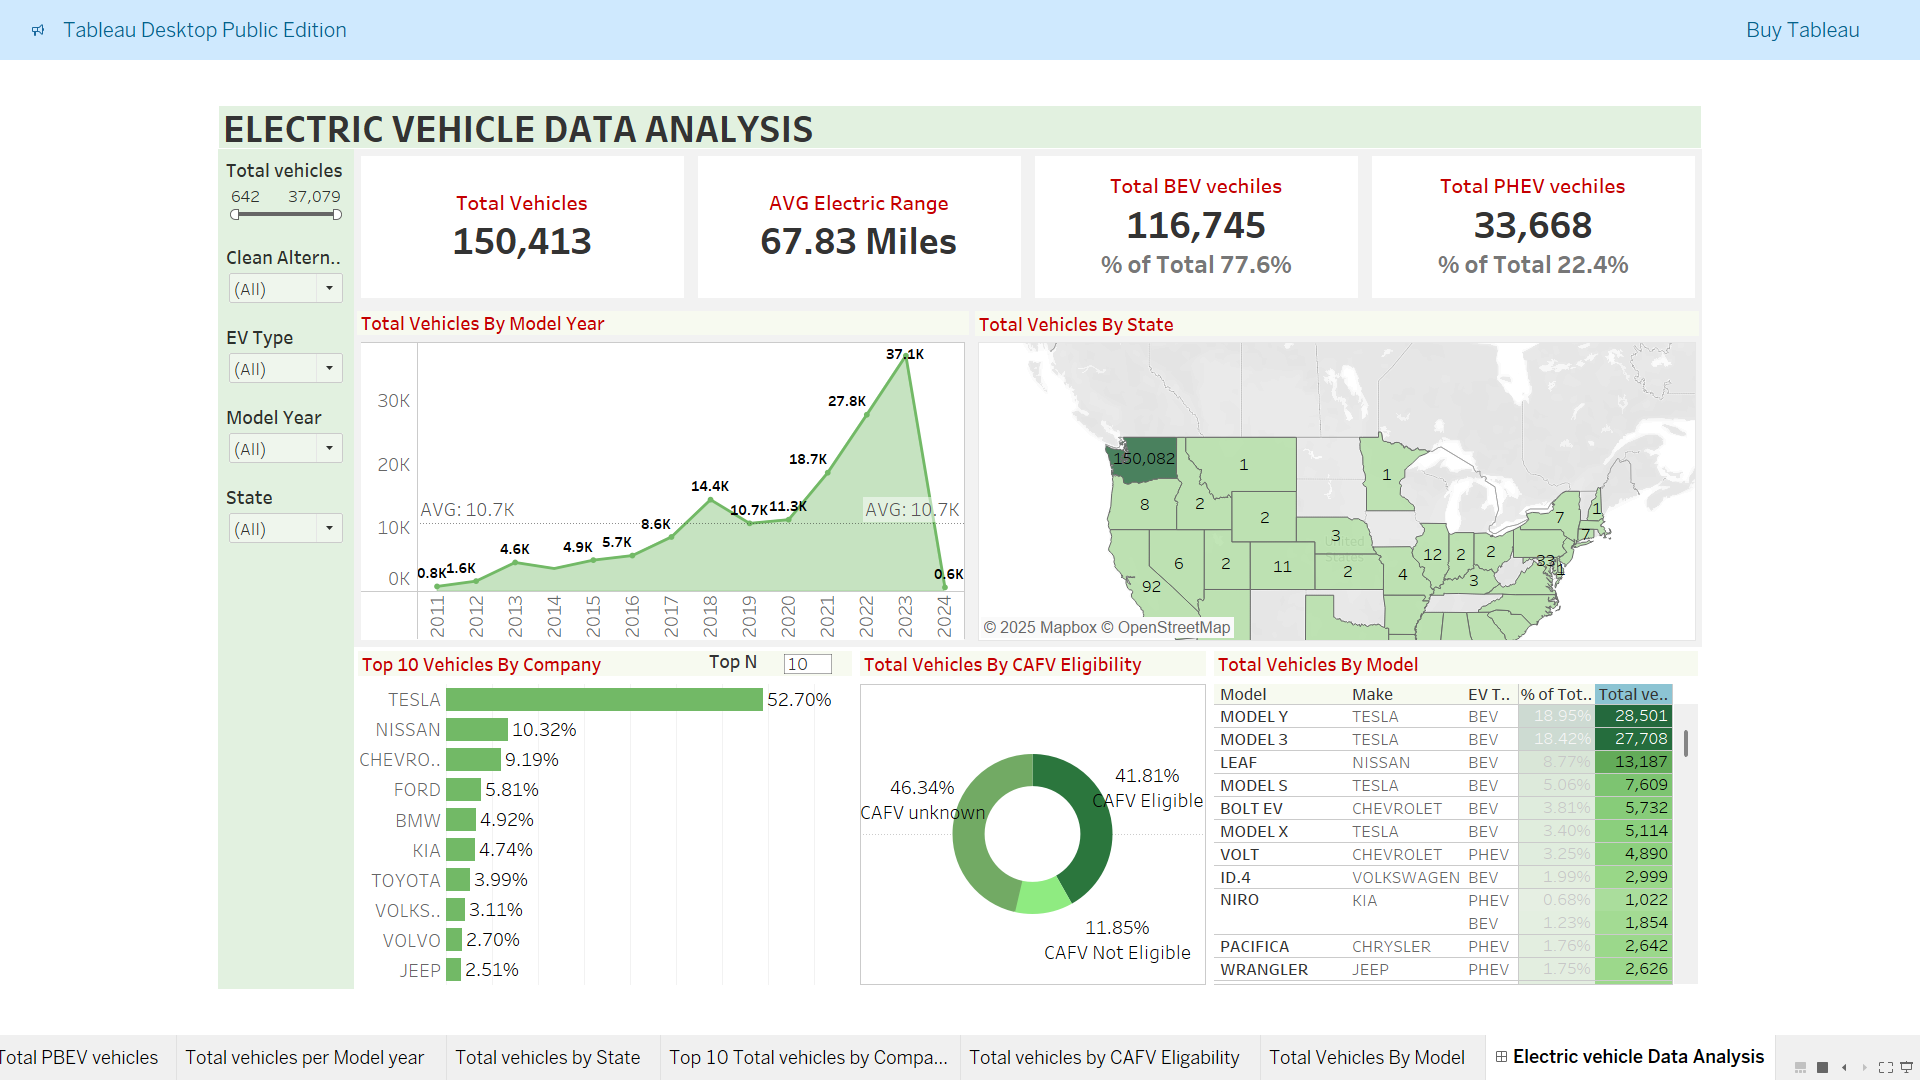 Tableau Desktop Public Edition
Buy Tableau
ELECTRIC VEHICLE DATA ANALYSIS
Total vehicles
642 37,079
Clean Altern..
(All)
EV Type
(All)
Model Year
(All)
State
(All)
Total Vehicles
150,413
AVG Electric Range
67.83 Miles
Total BEV vechiles
116,745
% of Total 77.6%
Total PHEV vechiles
33,668
% of Total 22.4%
Total Vehicles By Model Year
37.1K
30K
27.8K
20K
18.7K
14.4K
AVG: 10.7K
AVG: 10.7K
10.7K
11.3K
10K
8.6K
5.7K
4.9K
4.6K
1.6K
0.8K
0K
0.6K
2011
2012
2013
2014
2015
2016
2017
2018
2019
2020
2021
2022
2023
2024
Total Vehicles By State
150,082
1
1
8
2
2
7
1
3
United
States
7
6
2
11
2
4
12
2
2
33
1
3
92
© 2025 Mapbox © OpenStreetMap
Top 10 Vehicles By Company
Top N 10
TESLA 52.70%
NISSAN 10.32%
CHEVRO.. 9.19%
FORD 5.81%
BMW 4.92%
KIA 4.74%
TOYOTA 3.99%
VOLKS.. 3.11%
VOLVO 2.70%
JEEP 2.51%
Total Vehicles By CAFV Eligibility
46.34%
CAFV unknown
41.81%
CAFV Eligible
11.85%
CAFV Not Eligible
Total Vehicles By Model
Model Make EV T.. % of Tot.. Total ve..
MODEL Y TESLA BEV 18.95% 28,501
MODEL 3 TESLA BEV 18.42% 27,708
LEAF NISSAN BEV 8.77% 13,187
MODEL S TESLA BEV 5.06% 7,609
BOLT EV CHEVROLET BEV 3.81% 5,732
MODEL X TESLA BEV 3.40% 5,114
VOLT CHEVROLET PHEV 3.25% 4,890
ID.4 VOLKSWAGEN BEV 1.99% 2,999
NIRO KIA PHEV 0.68% 1,022
BEV 1.23% 1,854
PACIFICA CHRYSLER PHEV 1.76% 2,642
WRANGLER JEEP PHEV 1.75% 2,626
Total PBEV vehicles
Total vehicles per Model year
Total vehicles by State
Top 10 Total vehicles by Compa...
Total vehicles by CAFV Eligability
Total Vehicles By Model
Electric vehicle Data Analysis